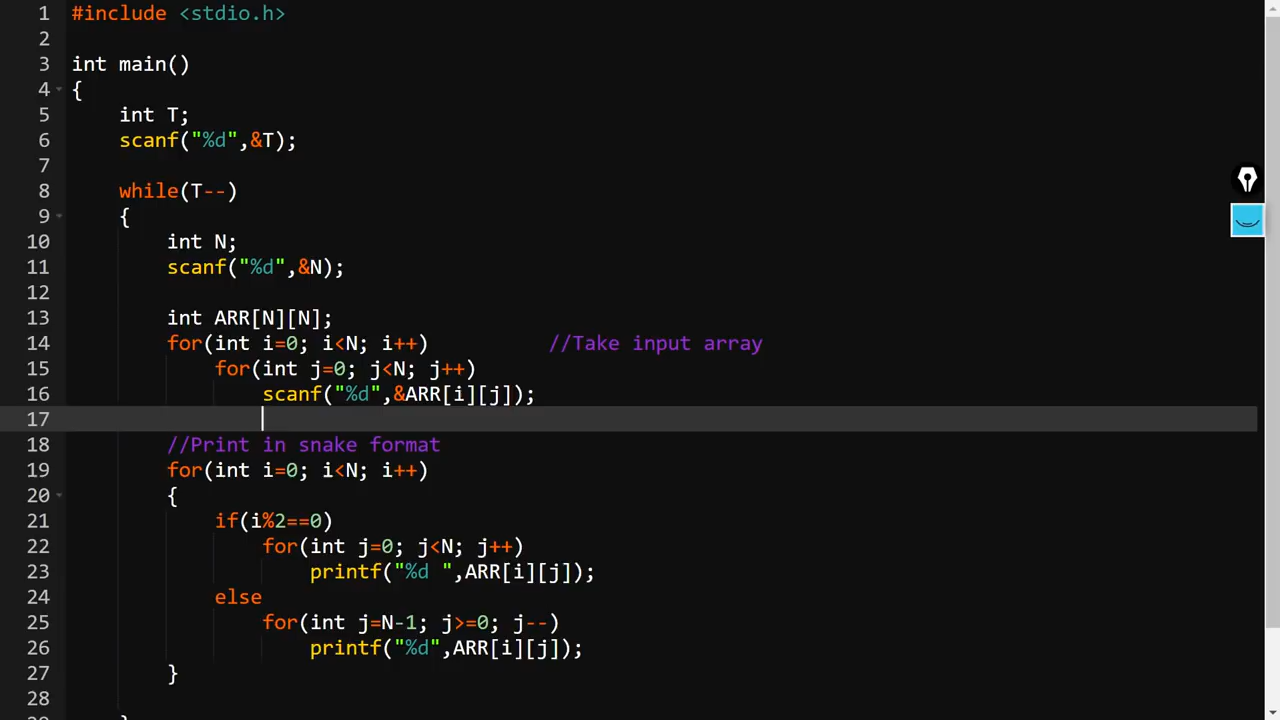 1 #include <stdio.h>
2
3 int main()
4 {
5 int T;
6 scanf("%d",&T);
7
8 while(T--)
9 {
10 int N;
11 scanf("%d",&N);
12
13 int ARR[N][N];
14 for(int i=0; i<N; i++) //Take input array
15 for(int j=0; j<N; j++)
16 scanf("%d",&ARR[i][j]);
17
18 //Print in snake format
19 for(int i=0; i<N; i++)
20 {
21 if(i%2==0)
22 for(int j=0; j<N; j++)
23 printf("%d ",ARR[i][j]);
24 else
25 for(int j=N-1; j>=0; j--)
26 printf("%d",ARR[i][j]);
27 }
28